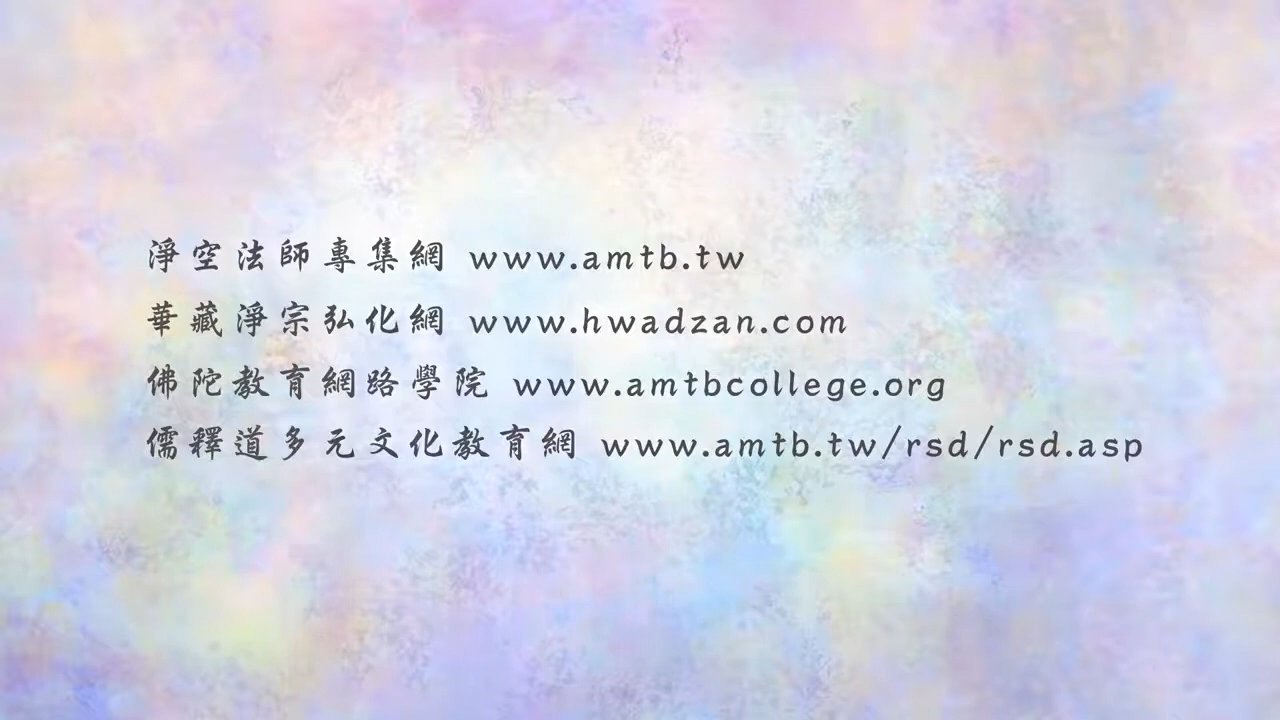 淨空法師專集網 www.amtb.tw
華藏淨宗弘化網 www.hwadzan.com
佛陀教育網路學院 www.amtbcollege.org
儒釋道多元文化教育網 www.amtb.tw/rsd/rsd.asp